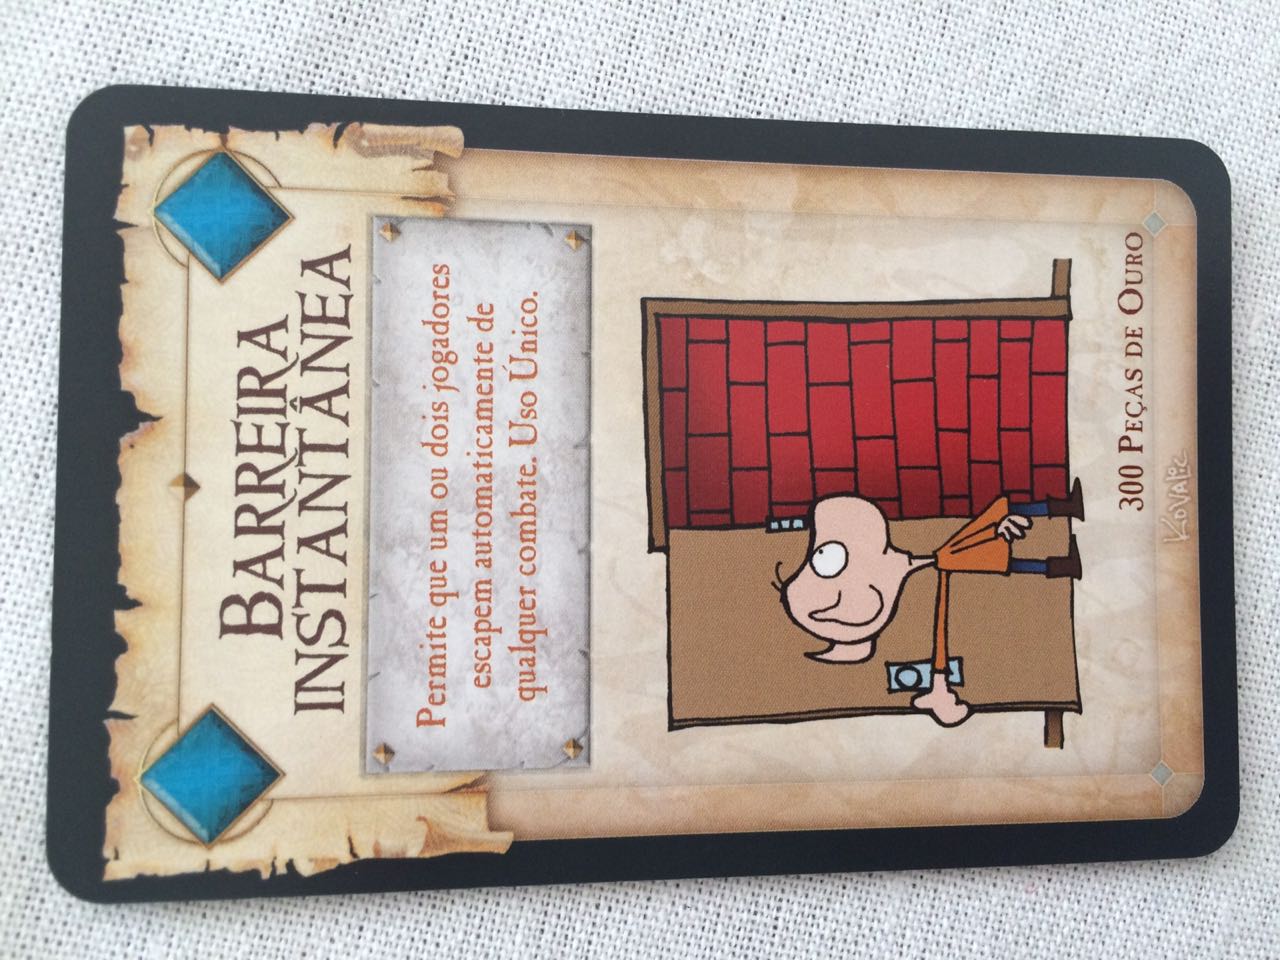 Barreira
instantânea
Permite que um ou dois jogadores
escapem automaticamente de
qualquer combate. Uso Único.
300 Peças de Ouro
Kovalic